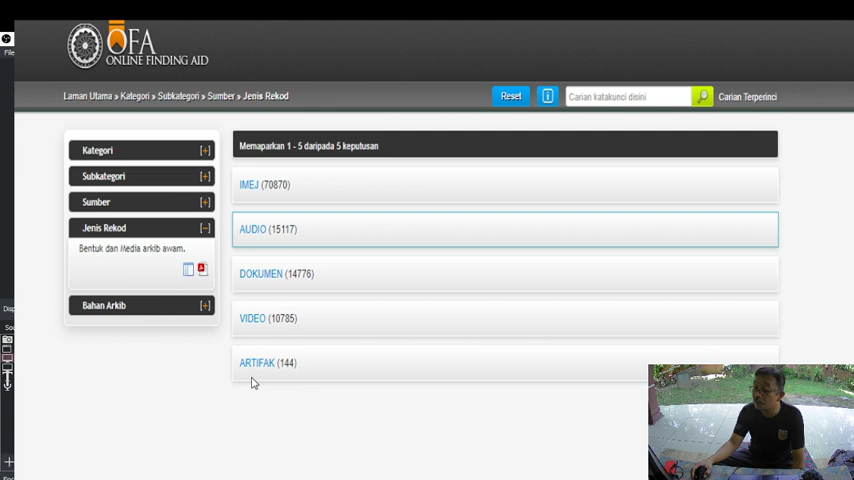 OFA
ONLINE FINDING AID
File
Laman Utama » Kategori » Subkategori » Sumber » Jenis Rekod
Reset
i
Carian katakunci disini
Carian Terperinci
Kategori [+]
Subkategori [+]
Sumber [+]
Jenis Rekod [–]
Bentuk dan Media arkib awam.
Bahan Arkib [+]
Memaparkan 1 - 5 daripada 5 keputusan
IMEJ (70870)
AUDIO (15117)
DOKUMEN (14776)
VIDEO (10785)
ARTIFAK (144)